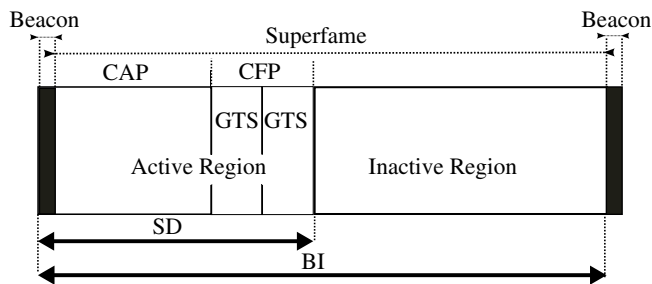 Beacon
Beacon
Superfame
CAP
CFP
GTS
GTS
Active Region
Inactive Region
SD
BI